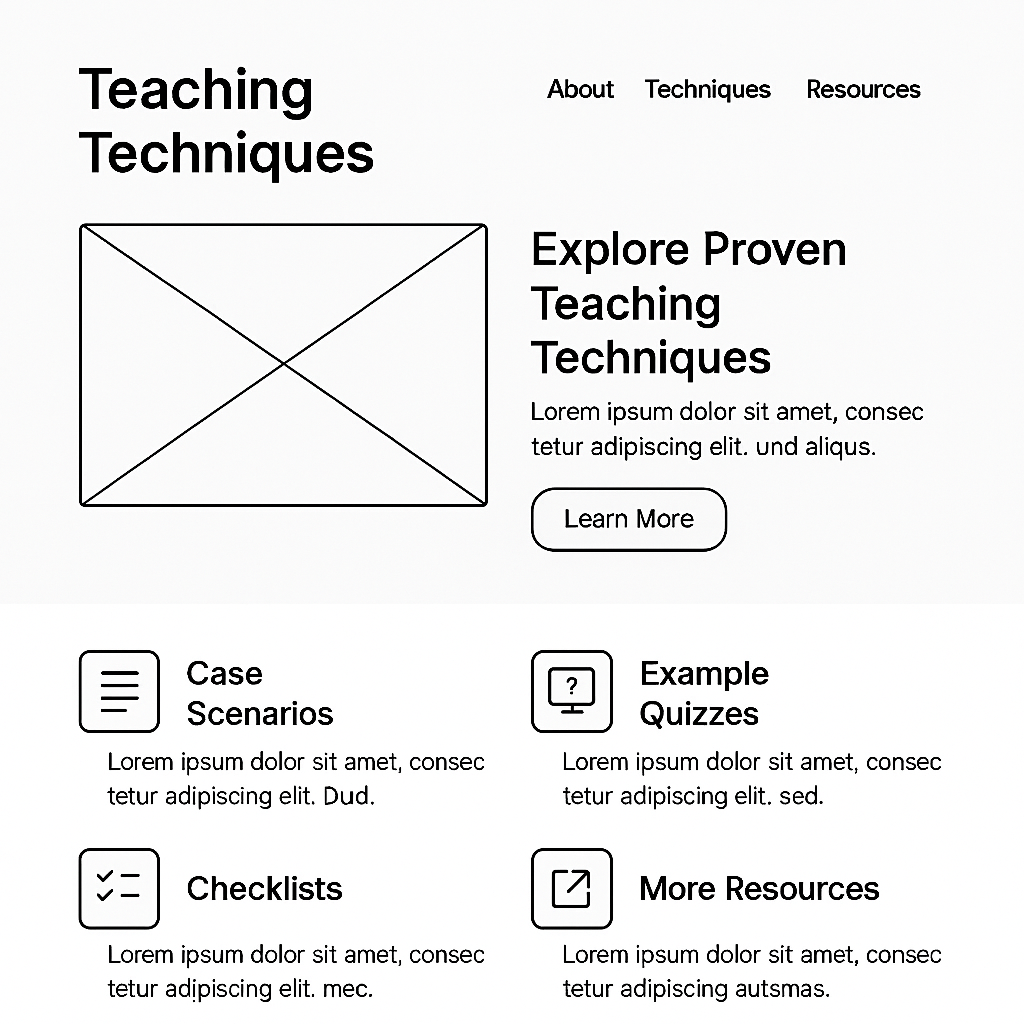 Teaching
Techniques
About Techniques Resources
Explore Proven
Teaching
Techniques
Lorem ipsum dolor sit amet, consec
tetur adipiscing elit. und aliqus.
Learn More
Case
Scenarios
Lorem ipsum dolor sit amet, consec
tetur adipiscing elit. Dud.
?
Example
Quizzes
Lorem ipsum dolor sit amet, consec
tetur adipiscing elit. sed.
Checklists
Lorem ipsum dolor sit amet, consec
tetur adipiscing elit. mec.
More Resources
Lorem ipsum dolor sit amet, consec
tetur adipiscing autsmas.